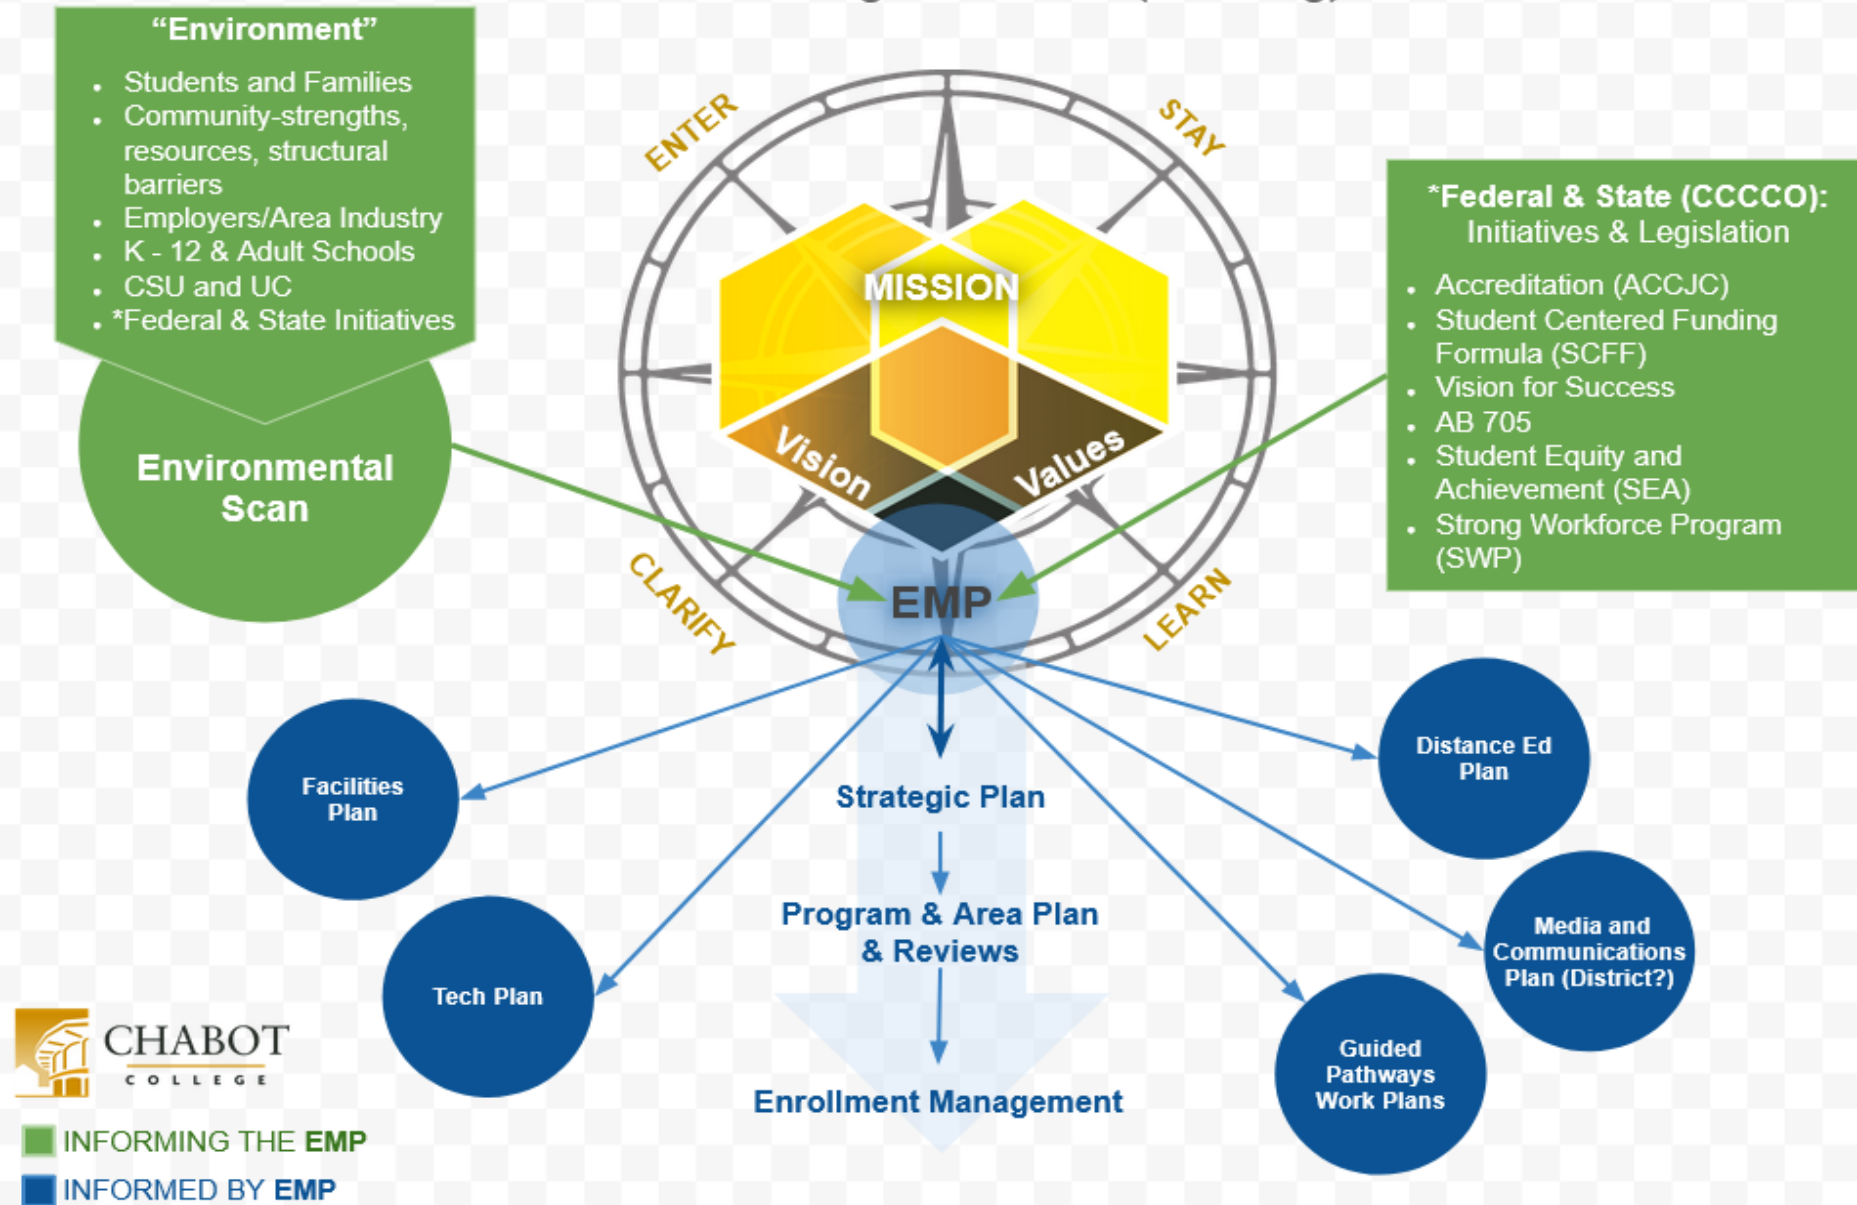 “Environment”
• Students and Families
• Community-strengths,
resources, structural
barriers
• Employers/Area Industry
• K - 12 & Adult Schools
• CSU and UC
• *Federal & State Initiatives
Environmental
Scan
ENTER
STAY
CLARIFY
LEARN
MISSION
Vision
Values
EMP
*Federal & State (CCCCO):
Initiatives & Legislation
• Accreditation (ACCJC)
• Student Centered Funding
Formula (SCFF)
• Vision for Success
• AB 705
• Student Equity and
Achievement (SEA)
• Strong Workforce Program
(SWP)
Facilities
Plan
Tech Plan
Strategic Plan
Program & Area Plan
& Reviews
Enrollment Management
Distance Ed
Plan
Media and
Communications
Plan (District?)
Guided
Pathways
Work Plans
CHABOT
COLLEGE
INFORMING THE EMP
INFORMED BY EMP